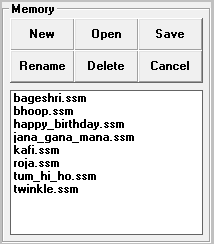 Memory
New Open Save
Rename Delete Cancel
bageshri.ssm
bhoop.ssm
happy_birthday.ssm
jana_gana_mana.ssm
kafi.ssm
roja.ssm
tum_hi_ho.ssm
twinkle.ssm